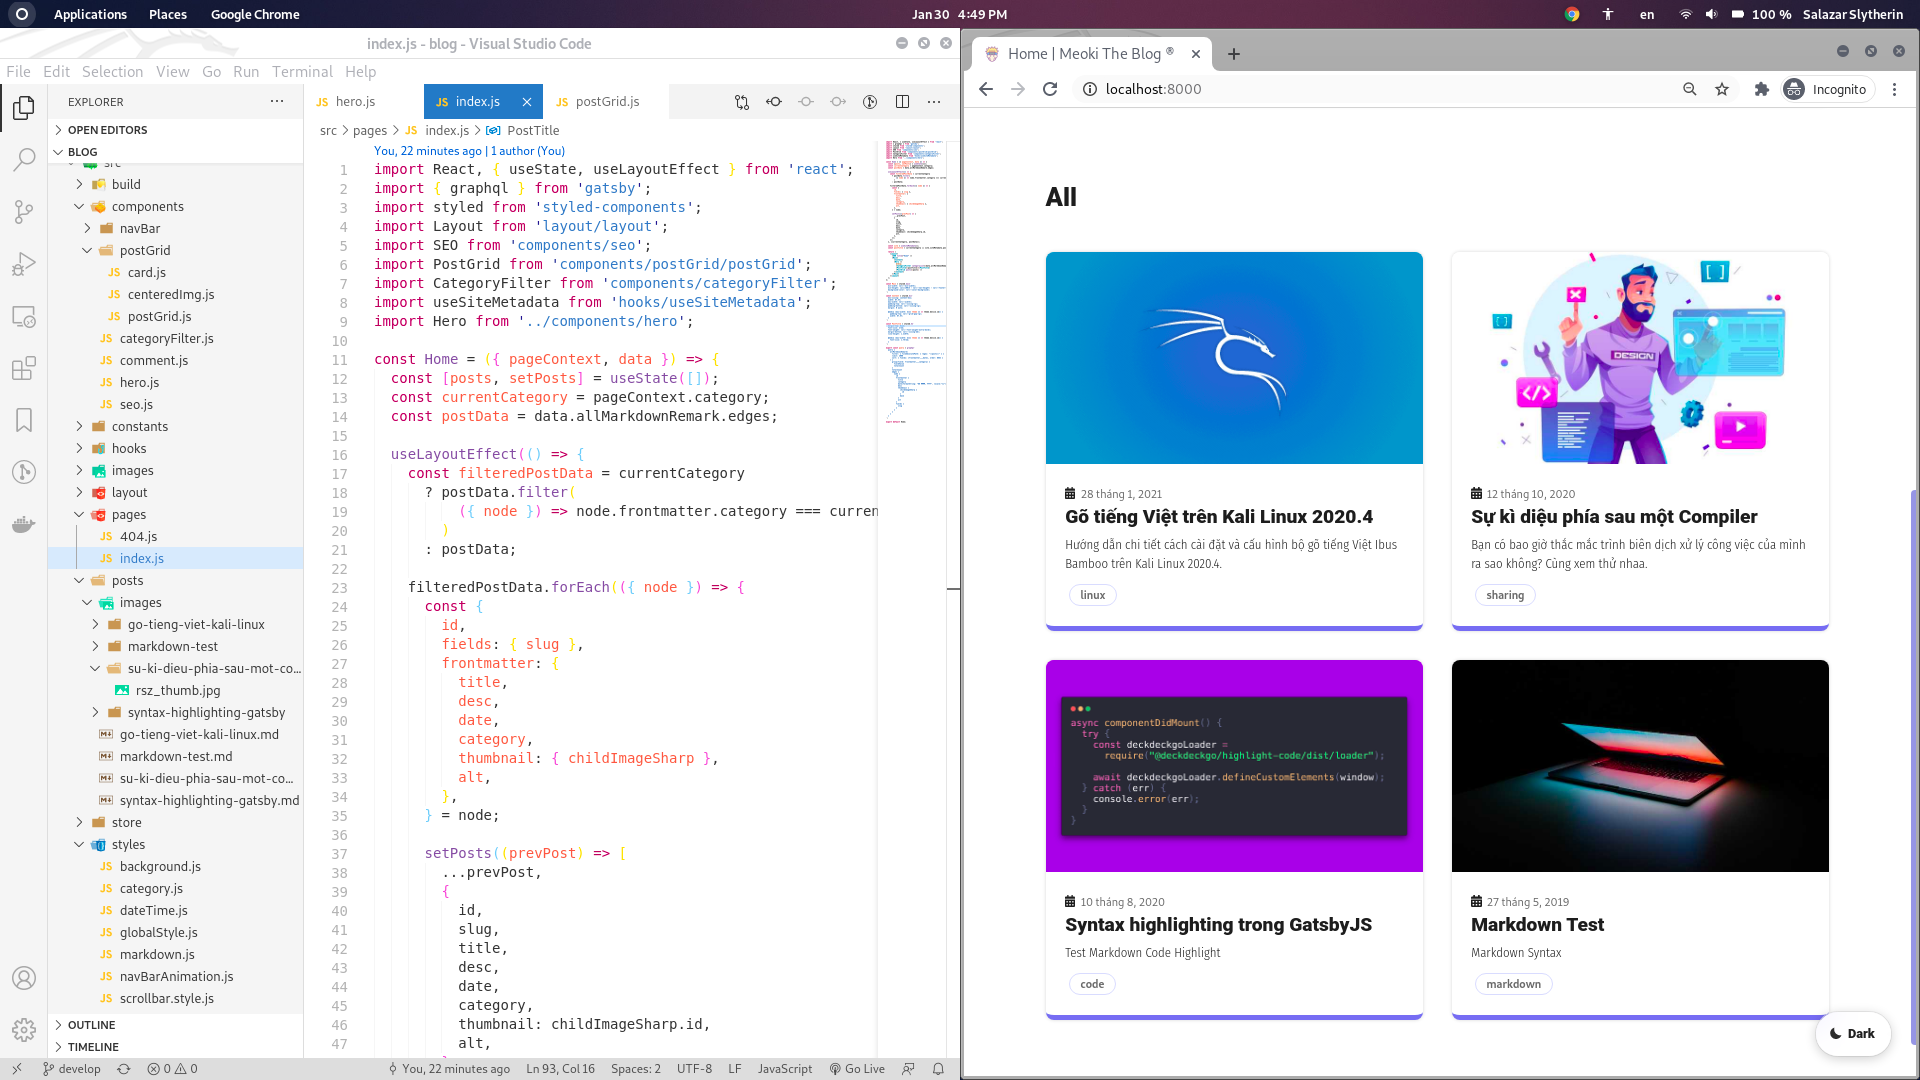 Applications Places Google Chrome Jan 30 4:49 PM en 100 % Salazar Slytherin
index.js - blog - Visual Studio Code
File Edit Selection View Go Run Terminal Help
EXPLORER
OPEN EDITORS
BLOG
src
build
components
navBar
postGrid
card.js
centeredImg.js
postGrid.js
categoryFilter.js
comment.js
hero.js
seo.js
constants
hooks
images
layout
pages
404.js
index.js
posts
images
go-tieng-viet-kali-linux
markdown-test
su-ki-dieu-phia-sau-mot-co...
rsz_thumb.jpg
syntax-highlighting-gatsby
go-tieng-viet-kali-linux.md
markdown-test.md
su-ki-dieu-phia-sau-mot-co...
syntax-highlighting-gatsby.md
store
styles
background.js
category.js
dateTime.js
globalStyle.js
markdown.js
navBarAnimation.js
scrollbar.style.js
OUTLINE
TIMELINE
JS hero.js JS index.js JS postGrid.js
src > pages > JS index.js > PostTitle
You, 22 minutes ago | 1 author (You)
1 import React, { useState, useLayoutEffect } from 'react';
2 import { graphql } from 'gatsby';
3 import styled from 'styled-components';
4 import Layout from 'layout/layout';
5 import SEO from 'components/seo';
6 import PostGrid from 'components/postGrid/postGrid';
7 import CategoryFilter from 'components/categoryFilter';
8 import useSiteMetadata from 'hooks/useSiteMetadata';
9 import Hero from '../components/hero';
10
11 const Home = ({ pageContext, data }) => {
12 const [posts, setPosts] = useState([]);
13 const currentCategory = pageContext.category;
14 const postData = data.allMarkdownRemark.edges;
15
16 useLayoutEffect(() => {
17 const filteredPostData = currentCategory
18 ? postData.filter(
19 ({ node }) => node.frontmatter.category === curren
20 )
21 : postData;
22
23 filteredPostData.forEach(({ node }) => {
24 const {
25 id,
26 fields: { slug },
27 frontmatter: {
28 title,
29 desc,
30 date,
31 category,
32 thumbnail: { childImageSharp },
33 alt,
34 },
35 } = node;
36
37 setPosts((prevPost) => [
38 ...prevPost,
39 {
40 id,
41 slug,
42 title,
43 desc,
44 date,
45 category,
46 thumbnail: childImageSharp.id,
47 alt,
develop 0 0 You, 22 minutes ago Ln 93, Col 16 Spaces: 2 UTF-8 LF JavaScript Go Live
Home | Meoki The Blog ®
localhost:8000 Incognito
All
28 tháng 1, 2021
Gõ tiếng Việt trên Kali Linux 2020.4
Hướng dẫn chi tiết cách cài đặt và cấu hình bộ gõ tiếng Việt Ibus
Bamboo trên Kali Linux 2020.4.
linux
DESIGN
12 tháng 10, 2020
Sự kì diệu phía sau một Compiler
Bạn có bao giờ thắc mắc trình biên dịch xử lý công việc của mình
ra sao không? Cùng xem thử nhaa.
sharing
async componentDidMount() {
try {
const deckdeckgoLoader =
require("@deckdeckgo/highlight-code/dist/loader");
await deckdeckgoLoader.defineCustomElements(window);
} catch (err) {
console.error(err);
}
}
10 tháng 8, 2020
Syntax highlighting trong GatsbyJS
Test Markdown Code Highlight
code
27 tháng 5, 2019
Markdown Test
Markdown Syntax
markdown
Dark